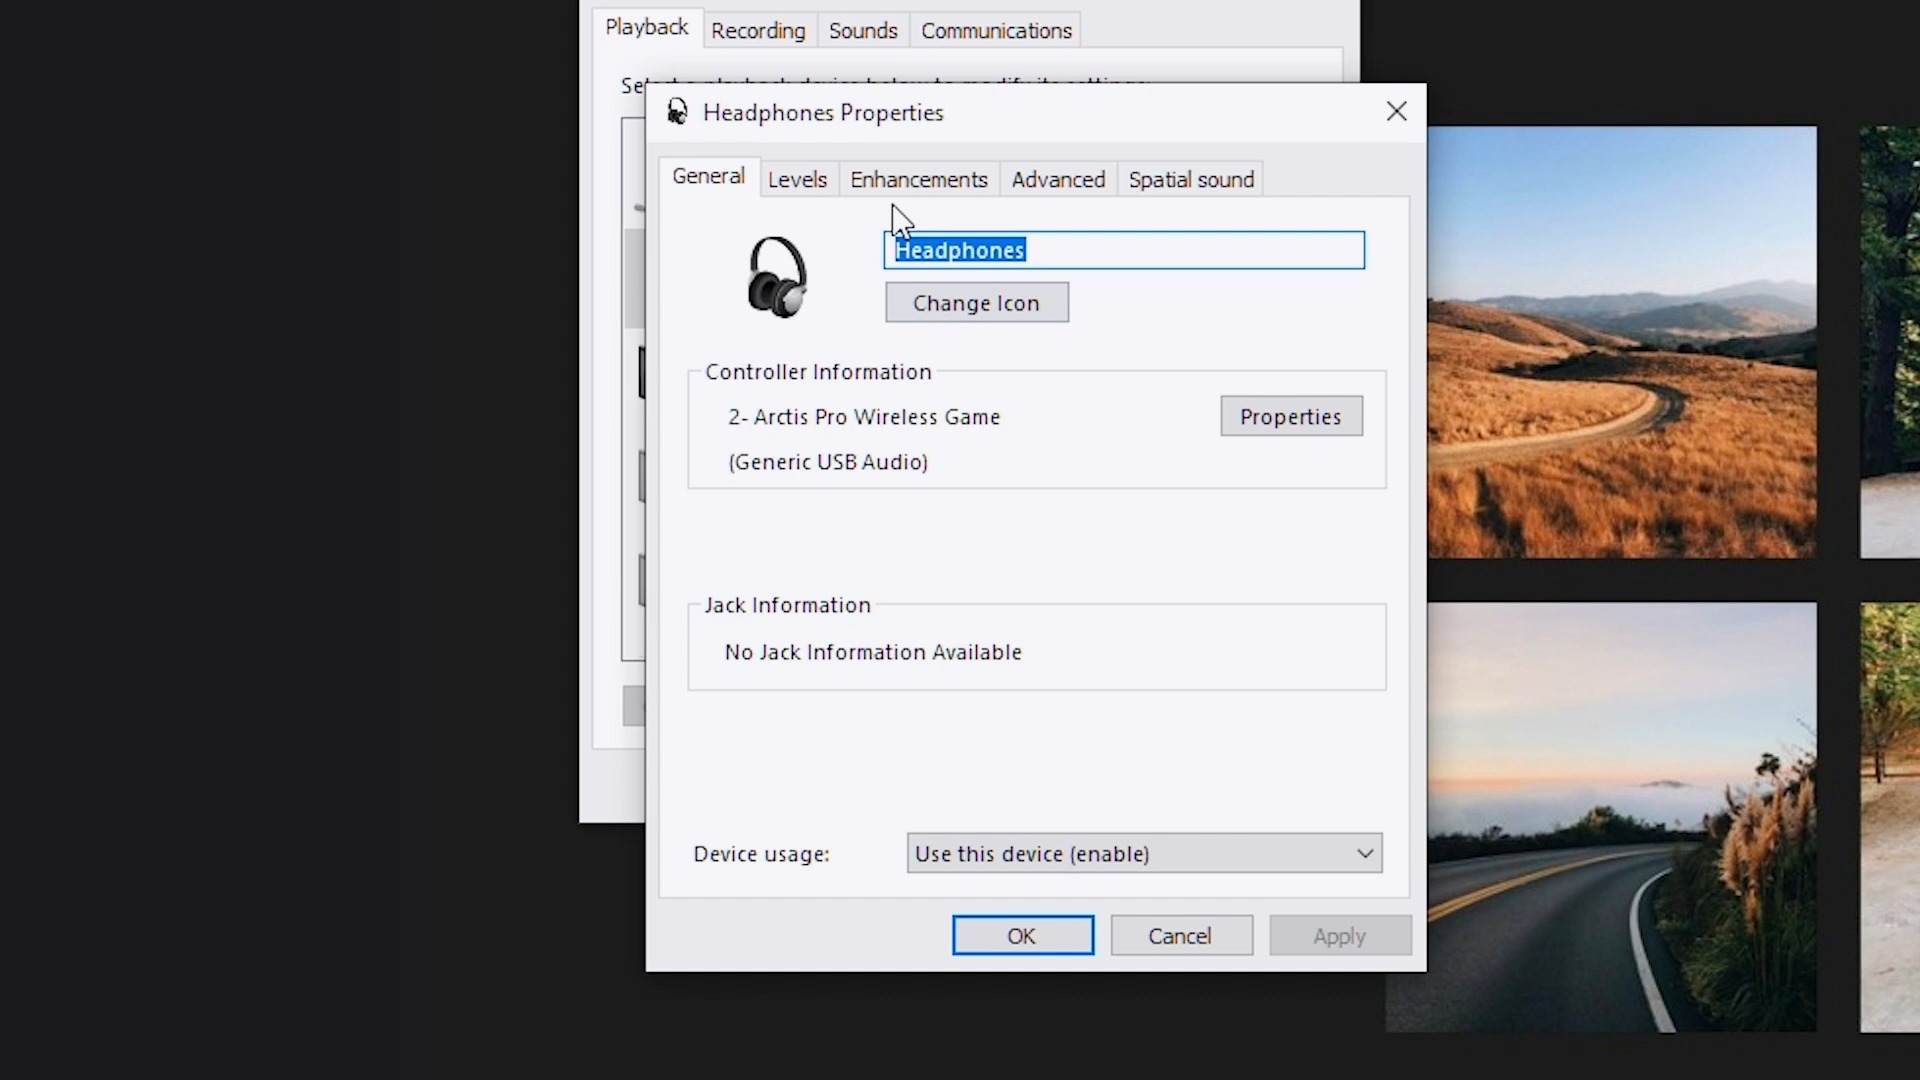 Playback
Recording
Sounds
Communications
Headphones Properties
General
Levels
Enhancements
Advanced
Spatial sound
Headphones
Change Icon
Controller Information
2- Arctis Pro Wireless Game
Properties
(Generic USB Audio)
Jack Information
No Jack Information Available
Device usage:
Use this device (enable)
OK
Cancel
Apply